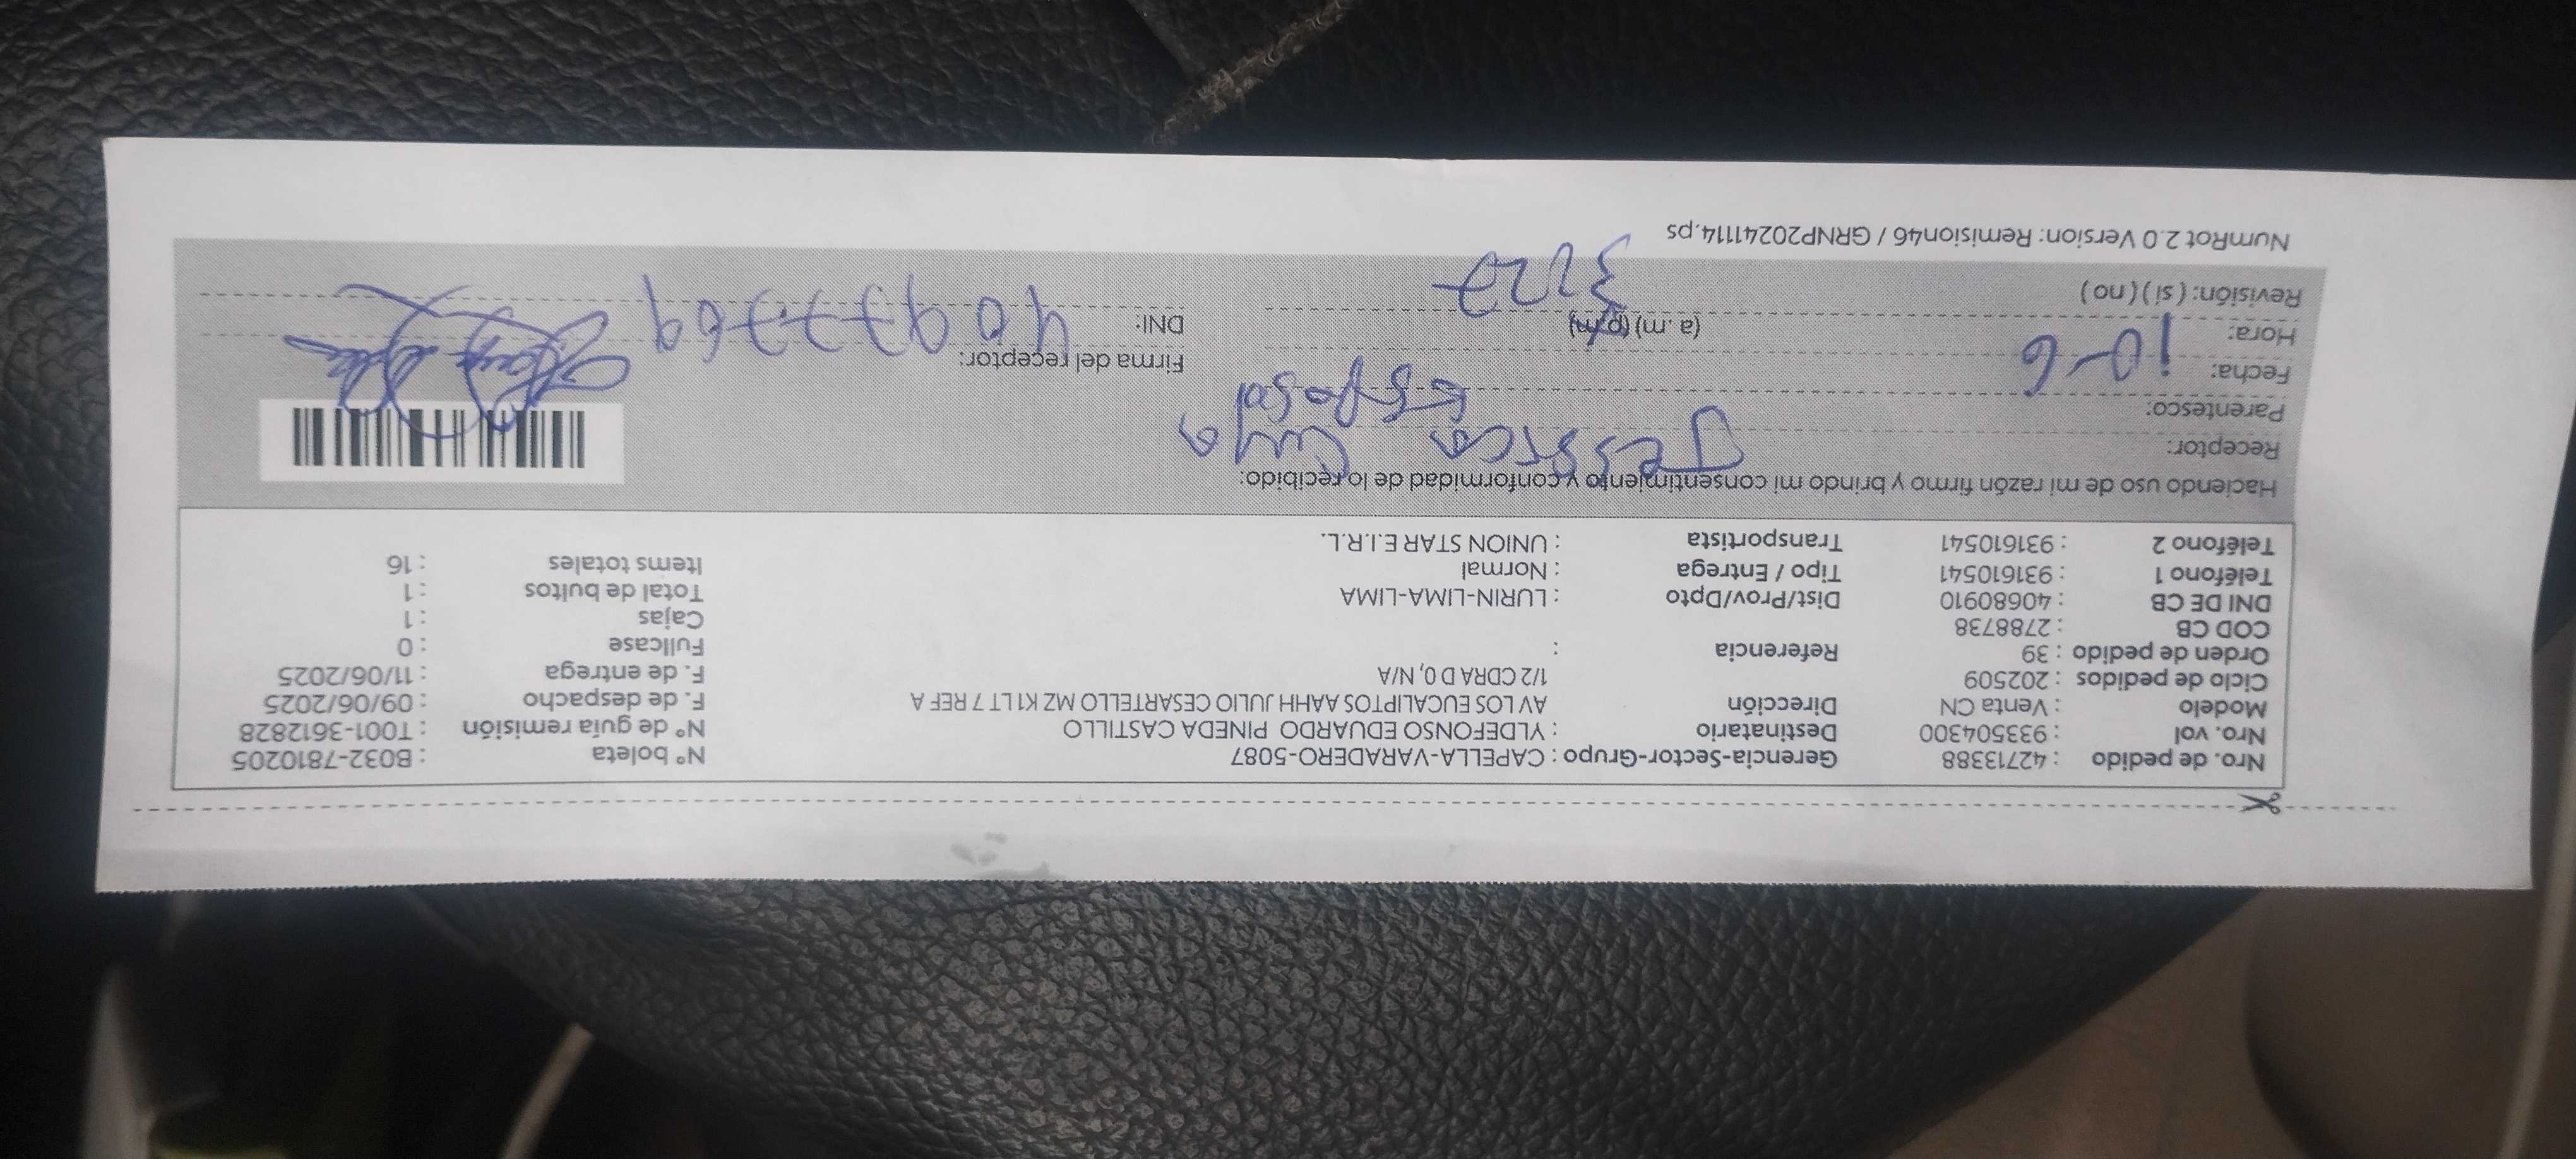 Nro. de pedido : 42713388 Gerencia-Sector-Grupo : CAPELLA-VARADERO-5087 N° boleta : B032-7810205
Nro. vol : 933504300 Destinatario : YLDEFONSO EDUARDO PINEDA CASTILLO N° de guía remisión : T001-3612828
Modelo : Venta CN Dirección AV LOS EUCALIPTOS AAHH JULIO CESARTELLO MZ K1 LT 7 REF A F. de despacho : 09/06/2025
Ciclo de pedidos : 202509 1/2 CDRA D 0, N/A F. de entrega : 11/06/2025
Orden de pedido : 39 Referencia : Fullcase : 0
COD CB : 2788738 Cajas : 1
DNI DE CB : 40680910 Dist/Prov/Dpto : LURIN-LIMA-LIMA Total de bultos : 1
Teléfono 1 : 931610541 Tipo / Entrega : Normal Items totales : 16
Teléfono 2 : 931610541 Transportista : UNION STAR E.I.R.L.
Haciendo uso de mi razón firmo y brindo mi consentimiento y conformidad de lo recibido:
Receptor: Jessica Cuya
Parentesco: Esposa
Fecha: 10-6 Firma del receptor:
Hora: (a. m) (p.m) DNI: 40977769
Revisión: ( sí ) ( no )
NumRot 2.0 Version: Remision46 / GRNP20241114.ps